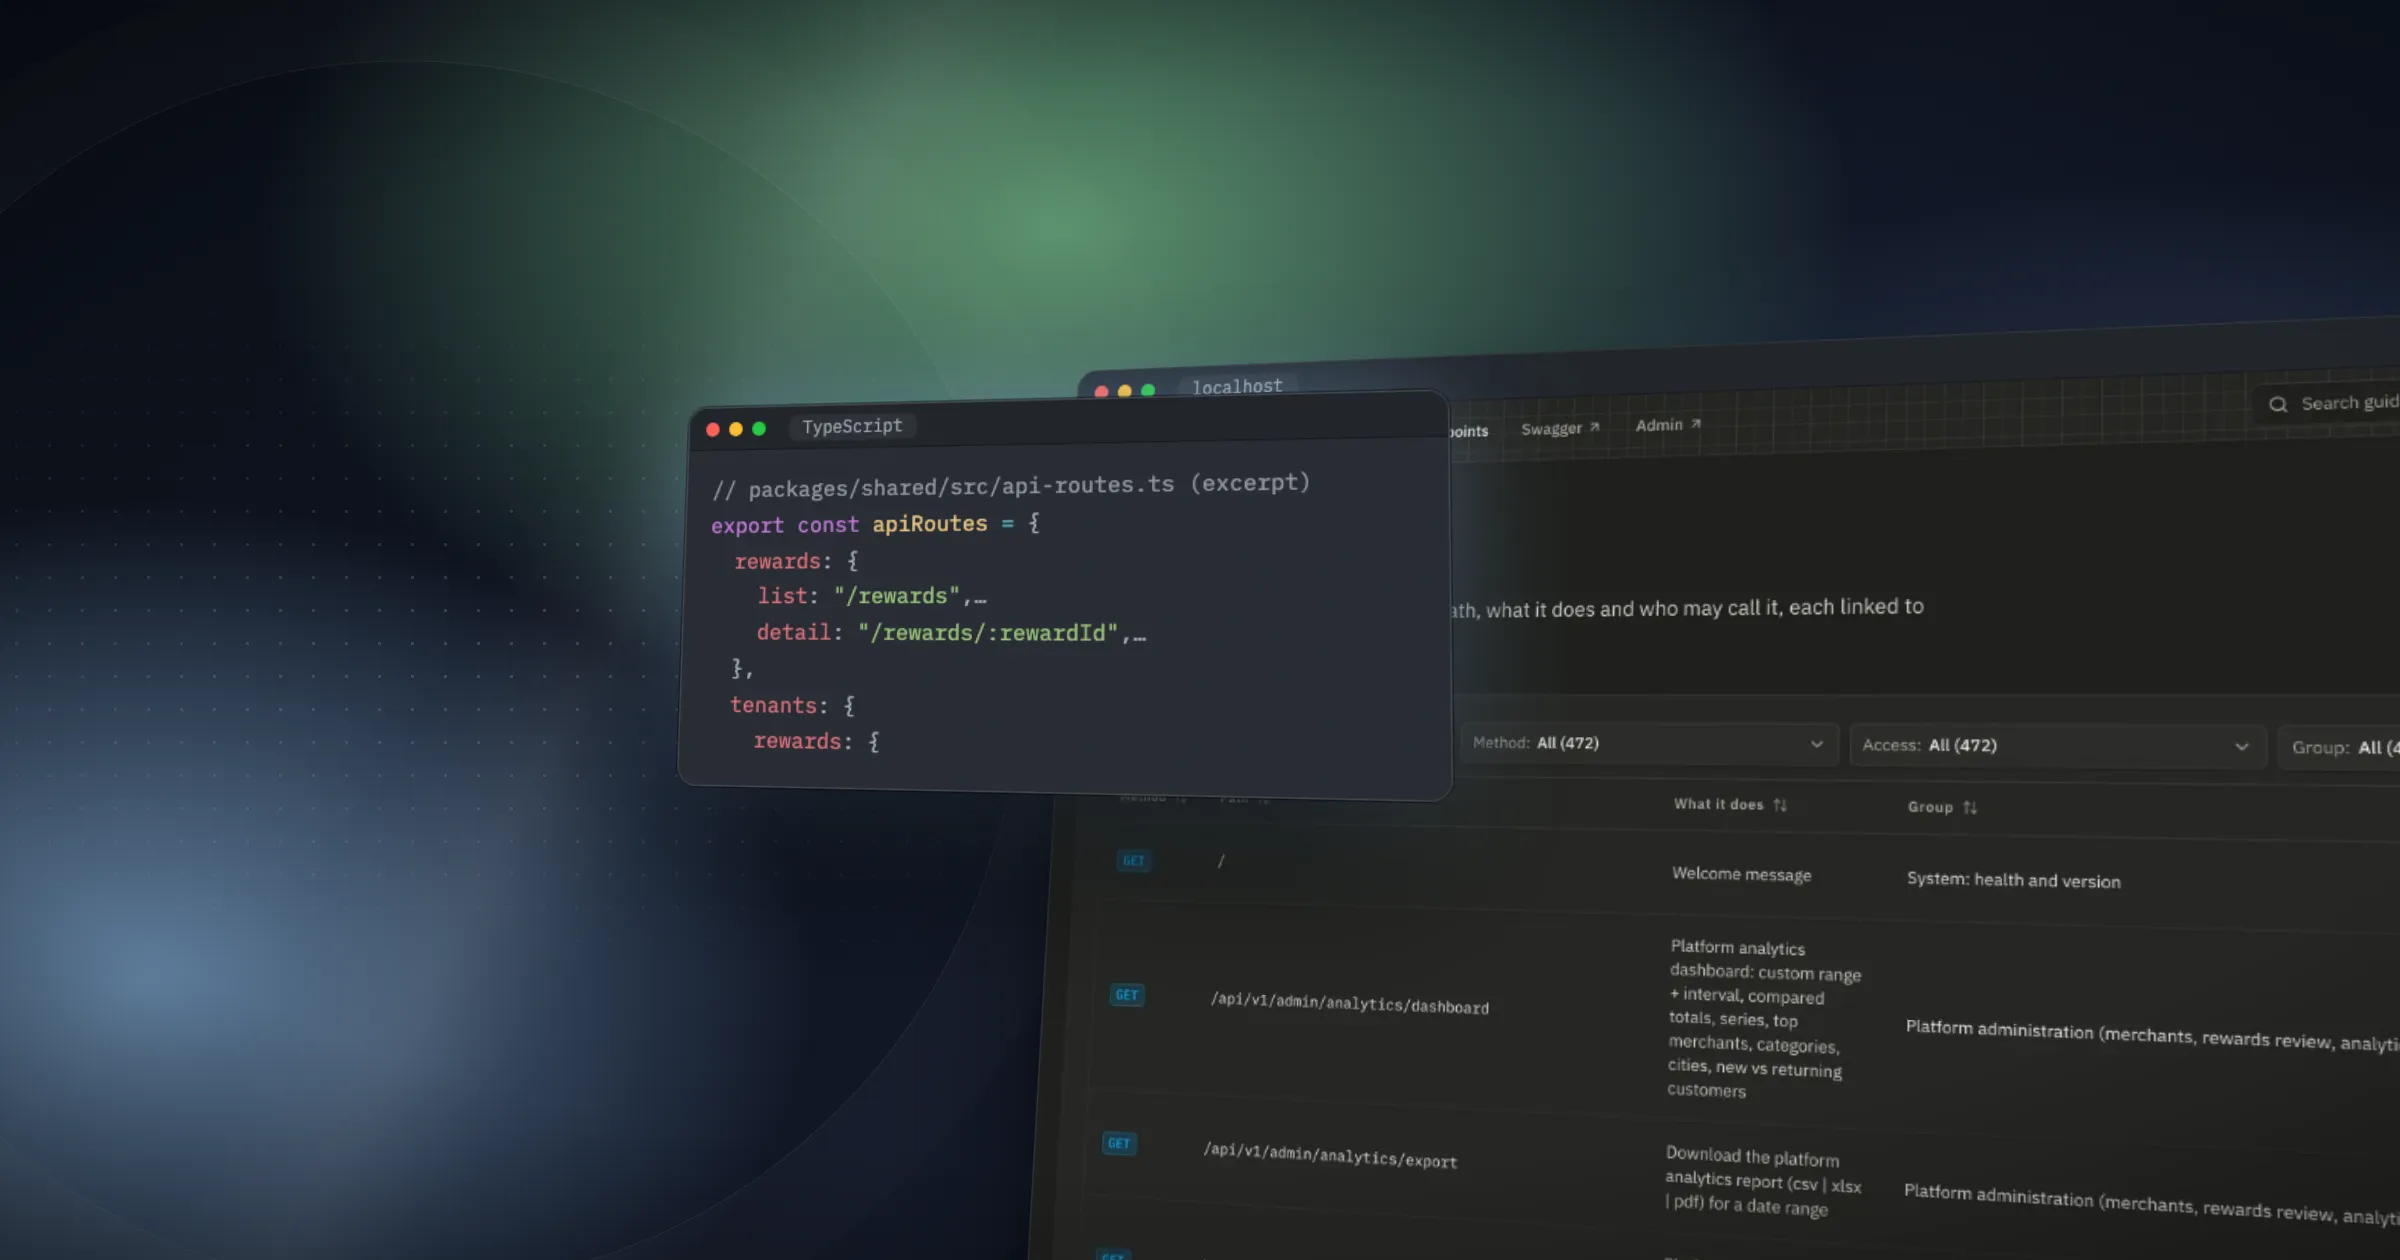 localhost
TypeScript
// packages/shared/src/api-routes.ts (excerpt)
export const apiRoutes = {
rewards: {
list: "/rewards",…
detail: "/rewards/:rewardId",…
},
tenants: {
rewards: {
Swagger ↗ Admin ↗
Search
what it does and who may call it, each linked to
Method: All (472)
Access: All (472)
Group: All
What it does ↑↓ Group ↑↓
GET / Welcome message System: health and version
GET /api/v1/admin/analytics/dashboard
Platform analytics
dashboard: custom range
+ interval, compared
totals, series, top
merchants, categories,
cities, new vs returning
customers
Platform administration (merchants, rewards review,
GET /api/v1/admin/analytics/export
Download the platform
analytics report (csv | xlsx
| pdf) for a date range
Platform administration (merchants, rewards review,